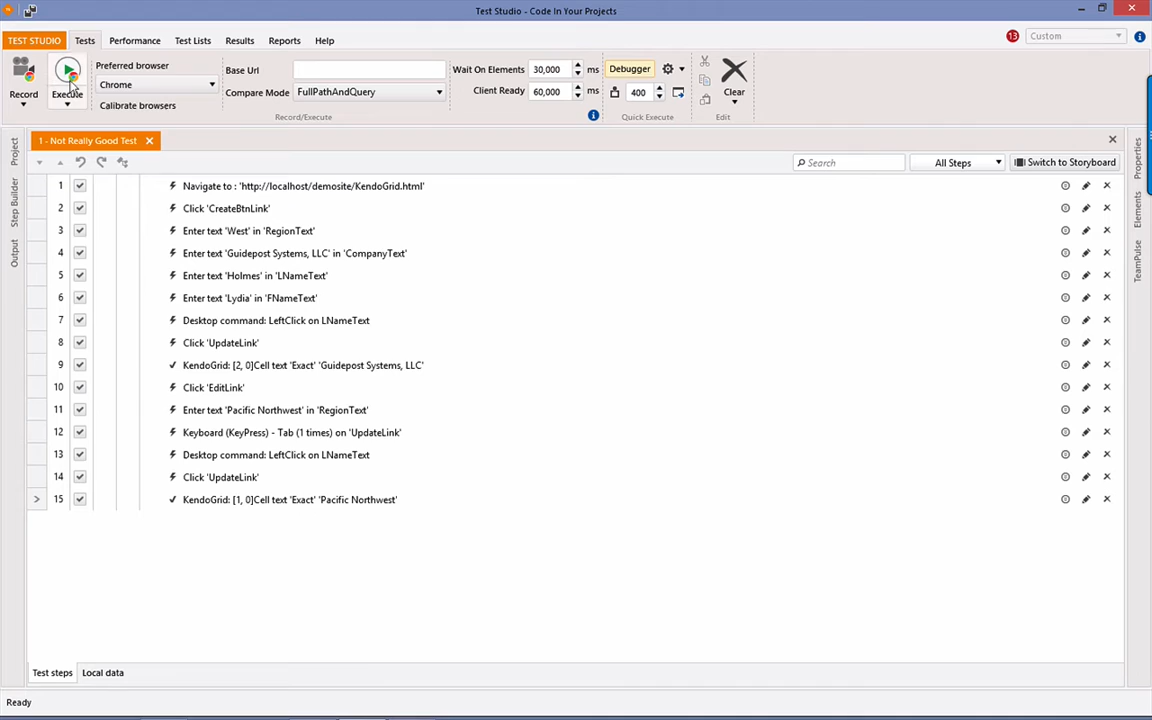 Test Studio - Code In Your Projects
TEST STUDIO Tests Performance Test Lists Results Reports Help 13 Custom
Record Execute
Preferred browser
Chrome
Calibrate browsers
Base Url
Compare Mode FullPathAndQuery
Record/Execute
Wait On Elements 30,000 ms
Client Ready 60,000 ms
Debugger
400
Quick Execute
Clear
Edit
1 - Not Really Good Test
Search All Steps Switch to Storyboard
Project
Step Builder
Output
1 Navigate to : 'http://localhost/demosite/KendoGrid.html'
2 Click 'CreateBtnLink'
3 Enter text 'West' in 'RegionText'
4 Enter text 'Guidepost Systems, LLC' in 'CompanyText'
5 Enter text 'Holmes' in 'LNameText'
6 Enter text 'Lydia' in 'FNameText'
7 Desktop command: LeftClick on LNameText
8 Click 'UpdateLink'
9 KendoGrid: [2, 0]Cell text 'Exact' 'Guidepost Systems, LLC'
10 Click 'EditLink'
11 Enter text 'Pacific Northwest' in 'RegionText'
12 Keyboard (KeyPress) - Tab (1 times) on 'UpdateLink'
13 Desktop command: LeftClick on LNameText
14 Click 'UpdateLink'
15 KendoGrid: [1, 0]Cell text 'Exact' 'Pacific Northwest'
Properties
Elements
TeamPulse
Test steps Local data
Ready